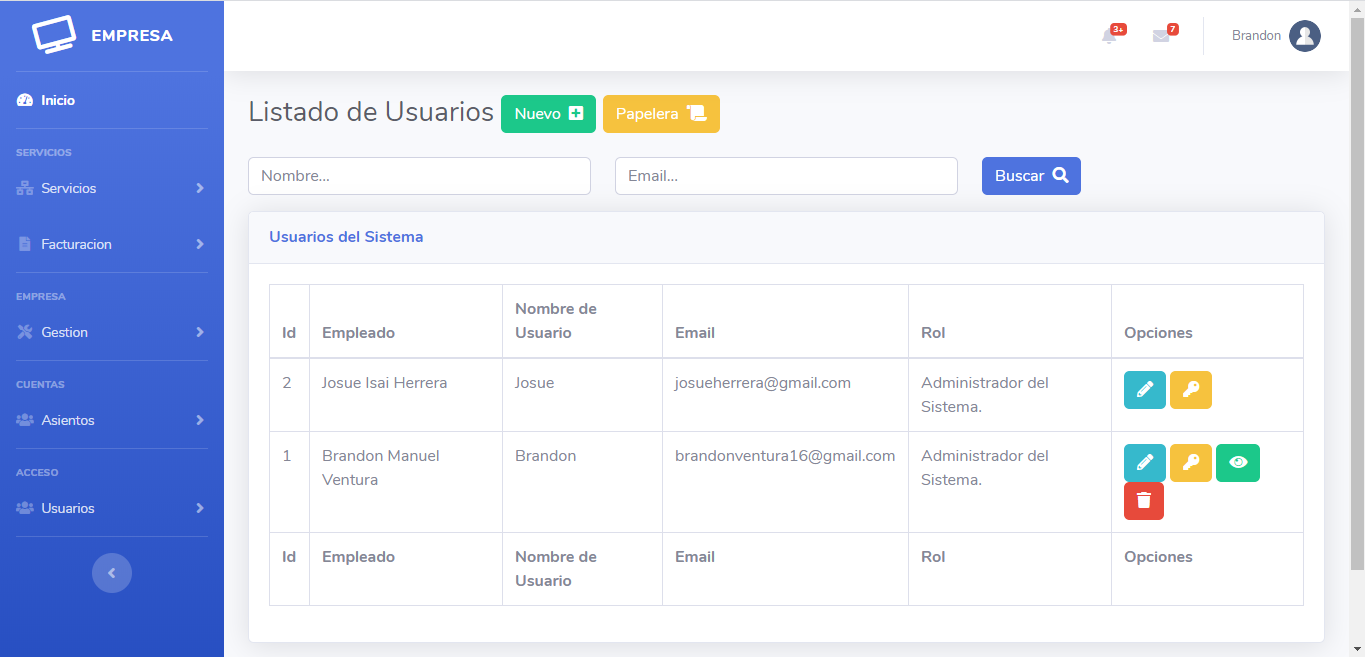 EMPRESA
3+
7
Brandon
Inicio
SERVICIOS
Servicios
Facturacion
EMPRESA
Gestion
CUENTAS
Asientos
ACCESO
Usuarios
Listado de Usuarios
Nuevo
Papelera
Nombre...
Email...
Buscar
Usuarios del Sistema
Id Empleado Nombre de Usuario Email Rol Opciones
2 Josue Isai Herrera Josue josueherrera@gmail.com Administrador del Sistema.
1 Brandon Manuel Ventura Brandon brandonventura16@gmail.com Administrador del Sistema.
Id Empleado Nombre de Usuario Email Rol Opciones